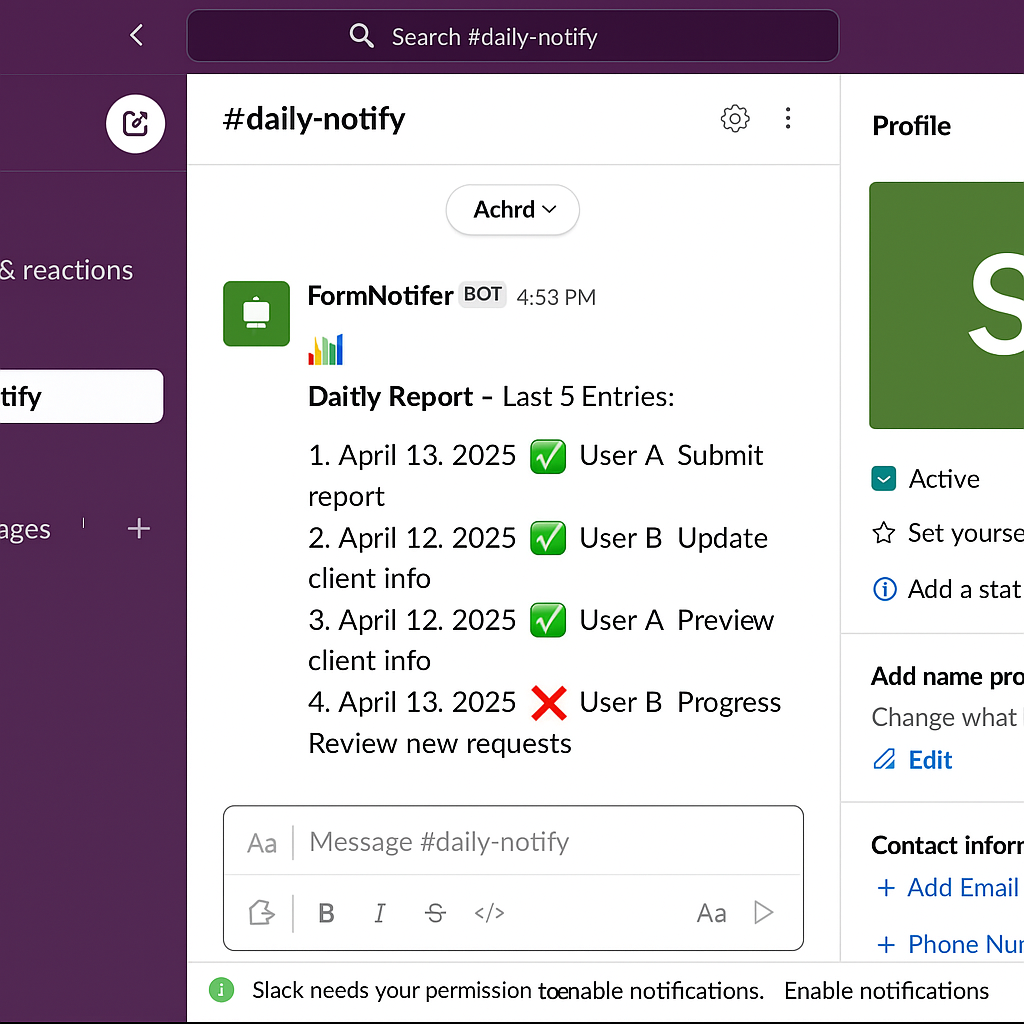 Search #daily-notify
& reactions
tify
ages
#daily-notify
Achrd
FormNotifer BOT 4:53 PM
Daitly Report – Last 5 Entries:
1. April 13. 2025 ✅ User A Submit
report
2. April 12. 2025 ✅ User B Update
client info
3. April 12. 2025 ✅ User A Preview
client info
4. April 13. 2025 ❌ User B Progress
Review new requests
Aa Message #daily-notify
B I S </> Aa
Slack needs your permission toenable notifications. Enable notifications
Profile
S
Active
Set yourse
Add a stat
Add name pro
Change what
Edit
Contact inforn
+ Add Email
+ Phone Nur